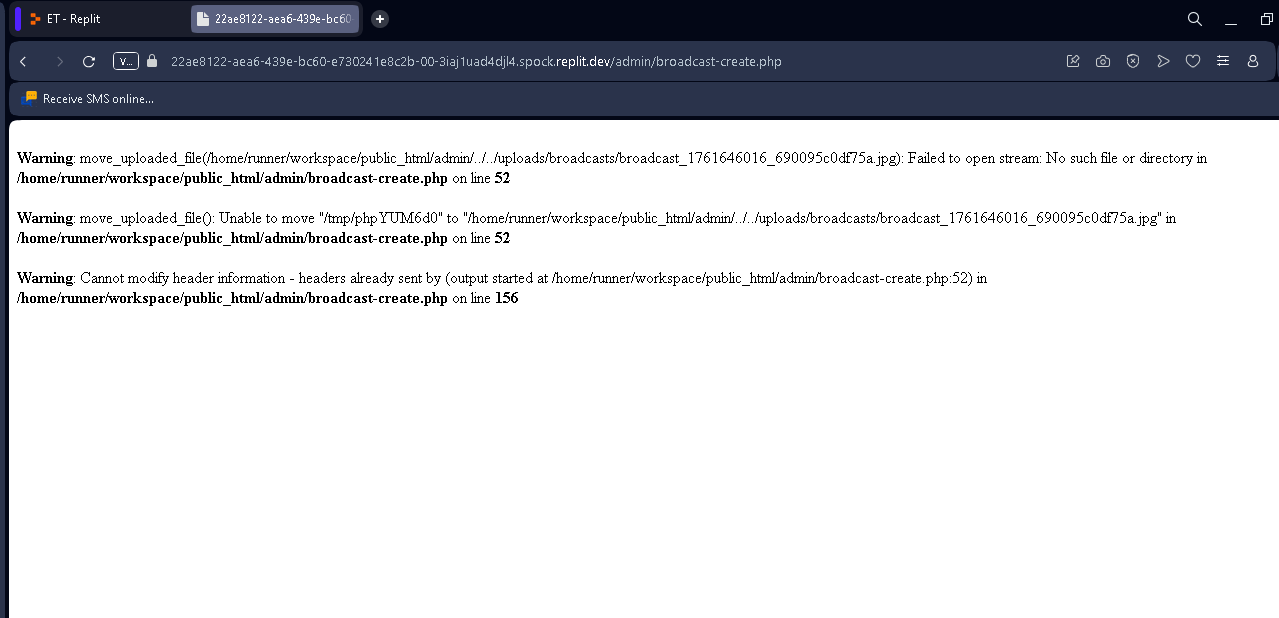 ET - Replit
22ae8122-aea6-439e-bc60
V...
22ae8122-aea6-439e-bc60-e730241e8c2b-00-3iaj1uad4djl4.spock.replit.dev/admin/broadcast-create.php
Receive SMS online...
Warning: move_uploaded_file(/home/runner/workspace/public_html/admin/../../uploads/broadcasts/broadcast_1761646016_690095c0df75a.jpg): Failed to open stream: No such file or directory in
/home/runner/workspace/public_html/admin/broadcast-create.php on line 52
Warning: move_uploaded_file(): Unable to move "/tmp/phpYUM6d0" to "/home/runner/workspace/public_html/admin/../../uploads/broadcasts/broadcast_1761646016_690095c0df75a.jpg" in
/home/runner/workspace/public_html/admin/broadcast-create.php on line 52
Warning: Cannot modify header information - headers already sent by (output started at /home/runner/workspace/public_html/admin/broadcast-create.php:52) in
/home/runner/workspace/public_html/admin/broadcast-create.php on line 156